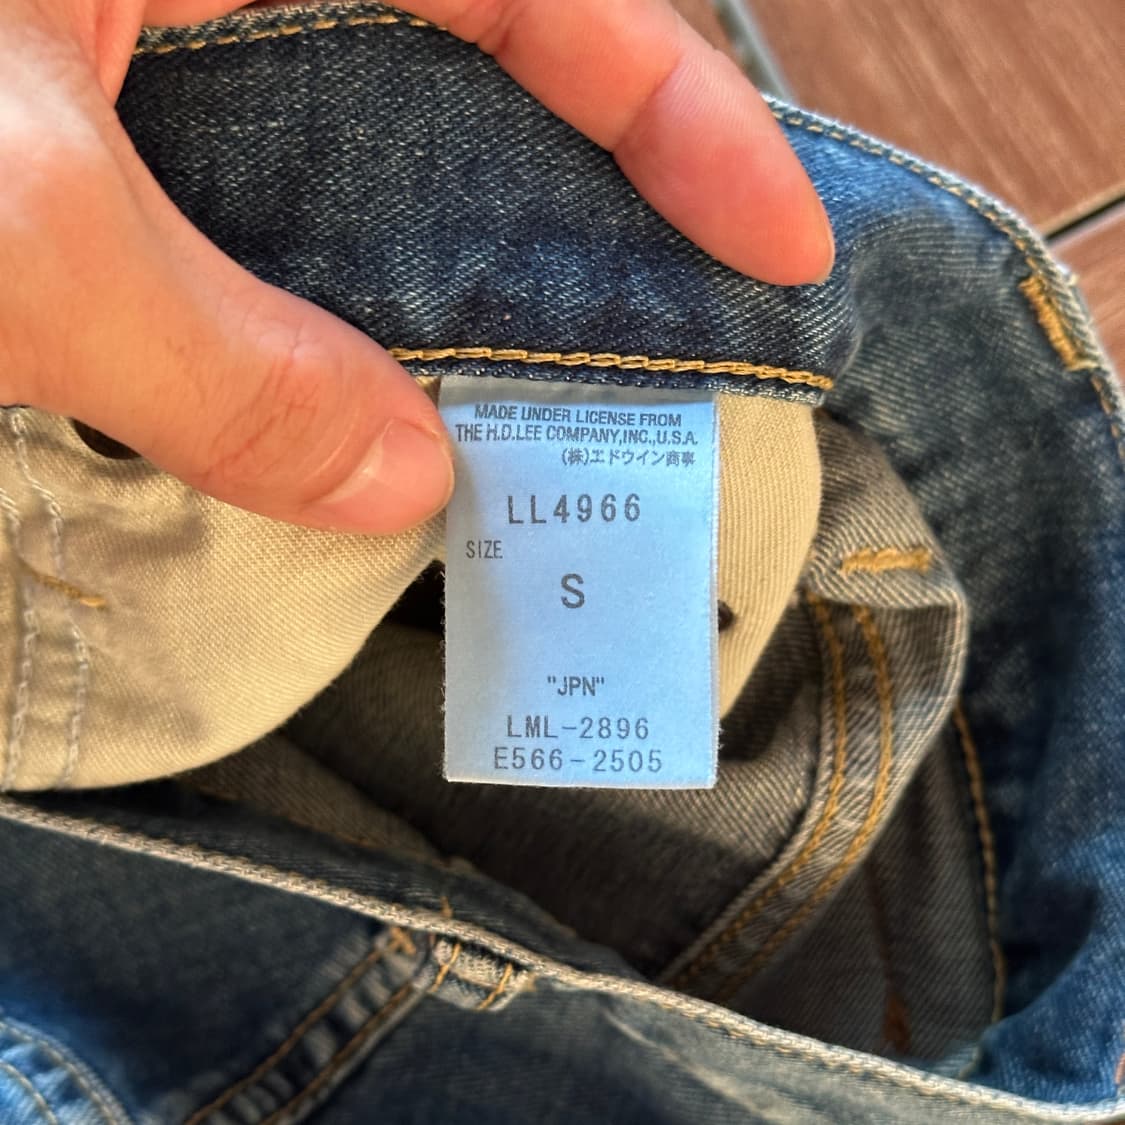 MADE UNDER LICENSE FROM
THE H.D.LEE COMPANY,INC.,U.S.A.
(株)エドウイン商事
LL4966
SIZE
S
"JPN"
LML-2896
E566-2505